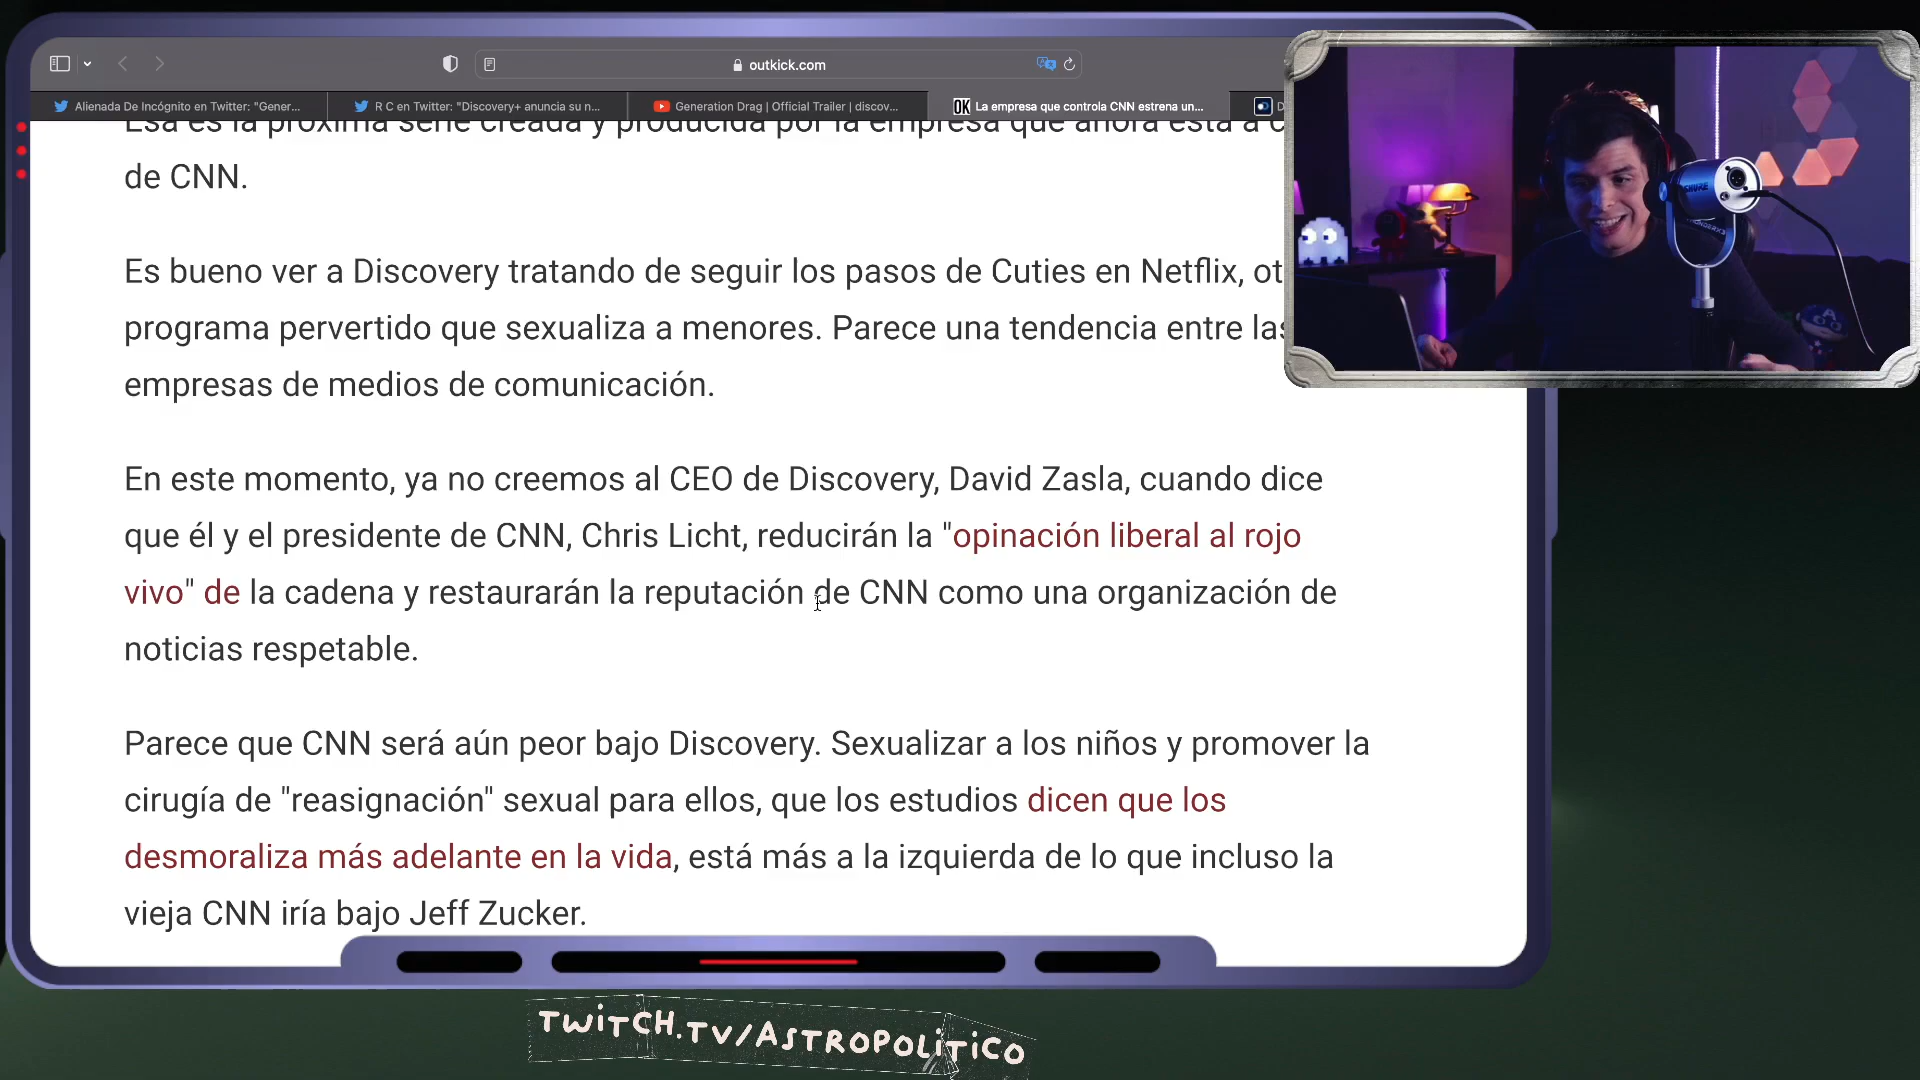 outkick.com
Alienada De Incógnito en Twitter: "Gener...
R C en Twitter: "Discovery+ anuncia su n...
Generation Drag | Official Trailer | discov...
OK La empresa que controla CNN estrena un...
Esa es la próxima serie creada y producida por la empresa que ahora está a c
de CNN.
Es bueno ver a Discovery tratando de seguir los pasos de Cuties en Netflix, ot
programa pervertido que sexualiza a menores. Parece una tendencia entre las
empresas de medios de comunicación.
En este momento, ya no creemos al CEO de Discovery, David Zasla, cuando dice
que él y el presidente de CNN, Chris Licht, reducirán la "opinación liberal al rojo
vivo" de la cadena y restaurarán la reputación de CNN como una organización de
noticias respetable.
Parece que CNN será aún peor bajo Discovery. Sexualizar a los niños y promover la
cirugía de "reasignación" sexual para ellos, que los estudios dicen que los
desmoraliza más adelante en la vida, está más a la izquierda de lo que incluso la
vieja CNN iría bajo Jeff Zucker.
SHURE
TWITCH.TV/ASTROPOLITICO